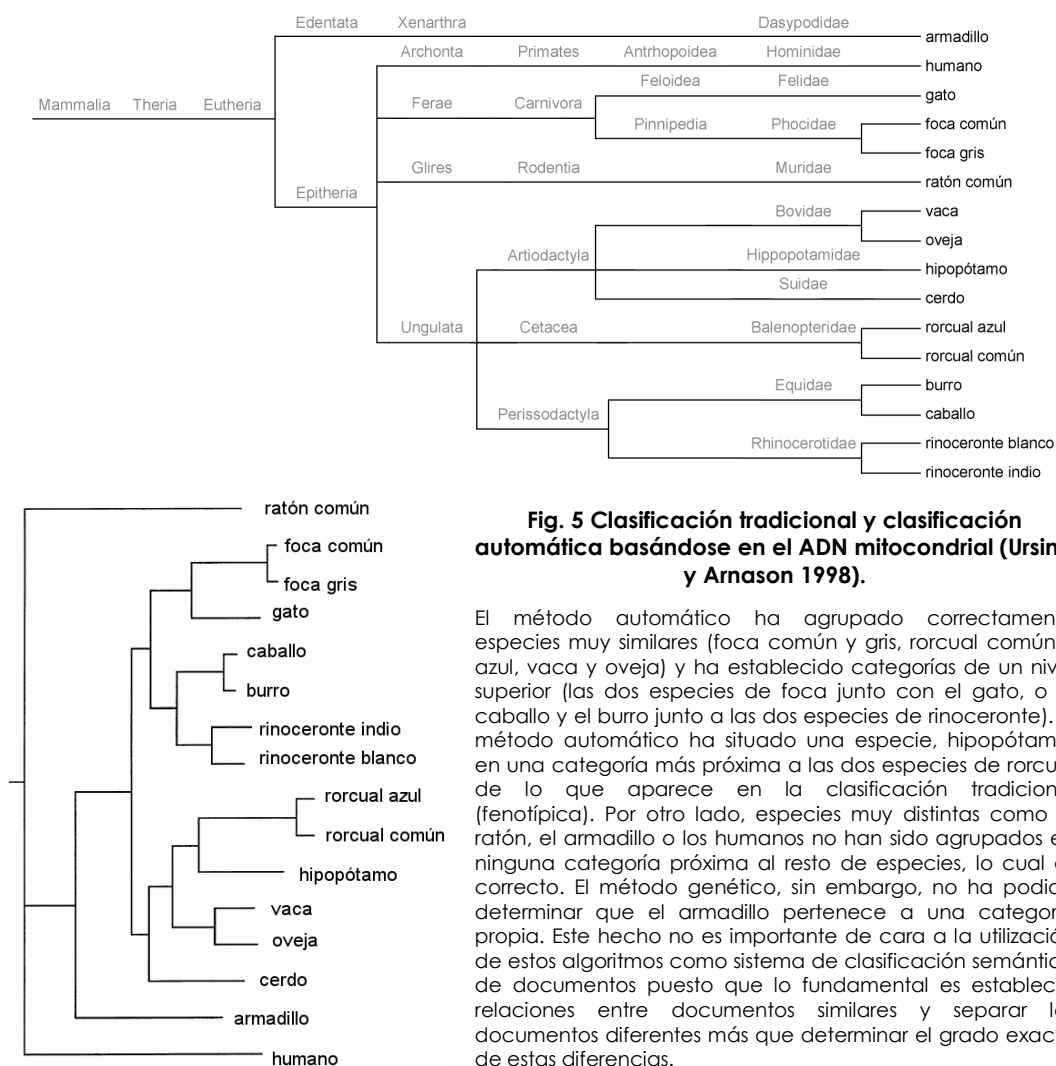 Edentata Xenarthra Dasypodidae
armadillo
Archonta Primates Antrhopoidea Hominidae
humano
Feloidea Felidae
Mammalia Theria Eutheria Ferae Carnivora
gato
Pinnipedia Phocidae
foca común
foca gris
Glires Rodentia Muridae
ratón común
Epitheria
Bovidae
vaca
oveja
Artiodactyla Hippopotamidae
hipopótamo
Suidae
cerdo
Ungulata Cetacea Balenopteridae
rorcual azul
rorcual común
Equidae
burro
Perissodactyla
caballo
Rhinocerotidae
rinoceronte blanco
rinoceronte indio
ratón común
foca común
foca gris
gato
caballo
burro
rinoceronte indio
rinoceronte blanco
rorcual azul
rorcual común
hipopótamo
vaca
oveja
cerdo
armadillo
humano
Fig. 5 Clasificación tradicional y clasificación
automática basándose en el ADN mitocondrial (Ursin
y Arnason 1998).
El método automático ha agrupado correctamen
especies muy similares (foca común y gris, rorcual común
azul, vaca y oveja) y ha establecido categorías de un niv
superior (las dos especies de foca junto con el gato, o
caballo y el burro junto a las dos especies de rinoceronte).
método automático ha situado una especie, hipopótam
en una categoría más próxima a las dos especies de rorcu
de lo que aparece en la clasificación tradicion
(fenotípica). Por otro lado, especies muy distintas como
ratón, el armadillo o los humanos no han sido agrupados e
ninguna categoría próxima al resto de especies, lo cual
correcto. El método genético, sin embargo, no ha podid
determinar que el armadillo pertenece a una categor
propia. Este hecho no es importante de cara a la utilizació
de estos algoritmos como sistema de clasificación semántic
de documentos puesto que lo fundamental es establec
relaciones entre documentos similares y separar l
documentos diferentes más que determinar el grado exact
de estas diferencias.